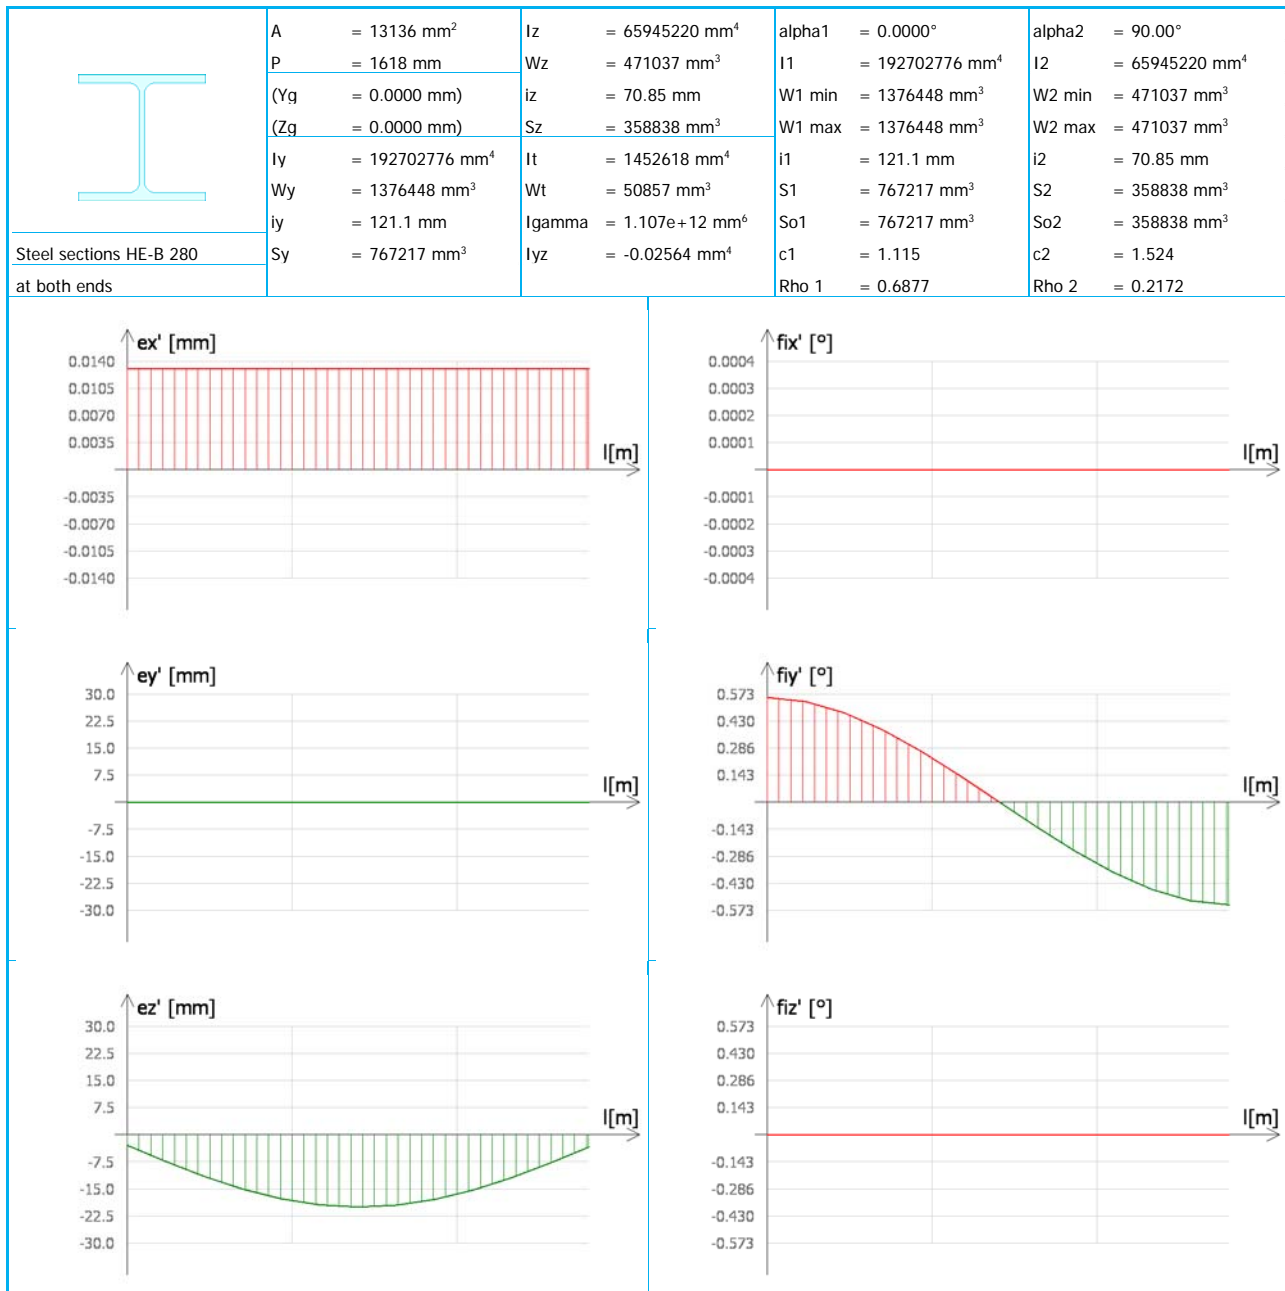 A = 13136 mm²
P = 1618 mm
(Yg = 0.0000 mm)
(Zg = 0.0000 mm)
Iy = 192702776 mm⁴
Wy = 1376448 mm³
iy = 121.1 mm
Sy = 767217 mm³
Iz = 65945220 mm⁴
Wz = 471037 mm³
iz = 70.85 mm
Sz = 358838 mm³
It = 1452618 mm⁴
Wt = 50857 mm³
Igamma = 1.107e+12 mm⁶
Iyz = -0.02564 mm⁴
alpha1 = 0.0000°
I1 = 192702776 mm⁴
W1 min = 1376448 mm³
W1 max = 1376448 mm³
i1 = 121.1 mm
S1 = 767217 mm³
So1 = 767217 mm³
c1 = 1.115
Rho 1 = 0.6877
alpha2 = 90.00°
I2 = 65945220 mm⁴
W2 min = 471037 mm³
W2 max = 471037 mm³
i2 = 70.85 mm
S2 = 358838 mm³
So2 = 358838 mm³
c2 = 1.524
Rho 2 = 0.2172
Steel sections HE-B 280
at both ends
ex' [mm]
0.0140
0.0105
0.0070
0.0035
l[m]
-0.0035
-0.0070
-0.0105
-0.0140
fix' [°]
0.0004
0.0003
0.0002
0.0001
l[m]
-0.0001
-0.0002
-0.0003
-0.0004
ey' [mm]
30.0
22.5
15.0
7.5
l[m]
-7.5
-15.0
-22.5
-30.0
fiy' [°]
0.573
0.430
0.286
0.143
l[m]
-0.143
-0.286
-0.430
-0.573
ez' [mm]
30.0
22.5
15.0
7.5
l[m]
-7.5
-15.0
-22.5
-30.0
fiz' [°]
0.573
0.430
0.286
0.143
l[m]
-0.143
-0.286
-0.430
-0.573